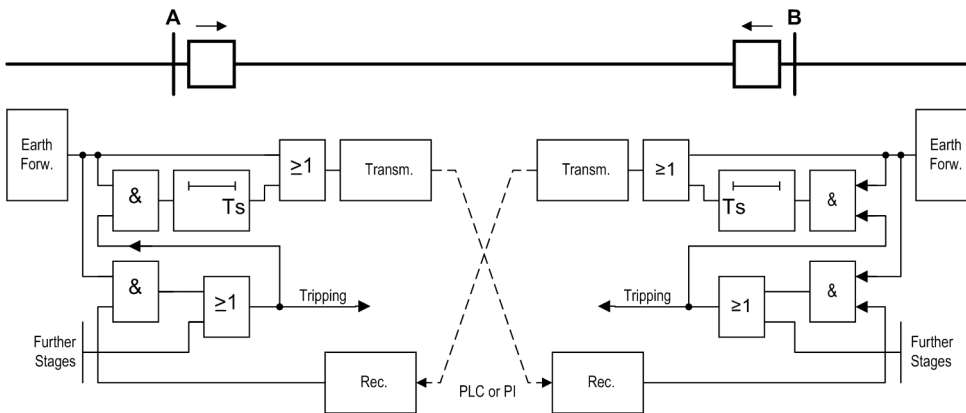 A
B
Earth
Forw.
≥1
Transm.
Transm.
≥1
Earth
Forw.
&
Ts
Ts
&
&
≥1
Tripping
Tripping
≥1
&
Further
Stages
Further
Stages
Rec.
PLC or PI
Rec.